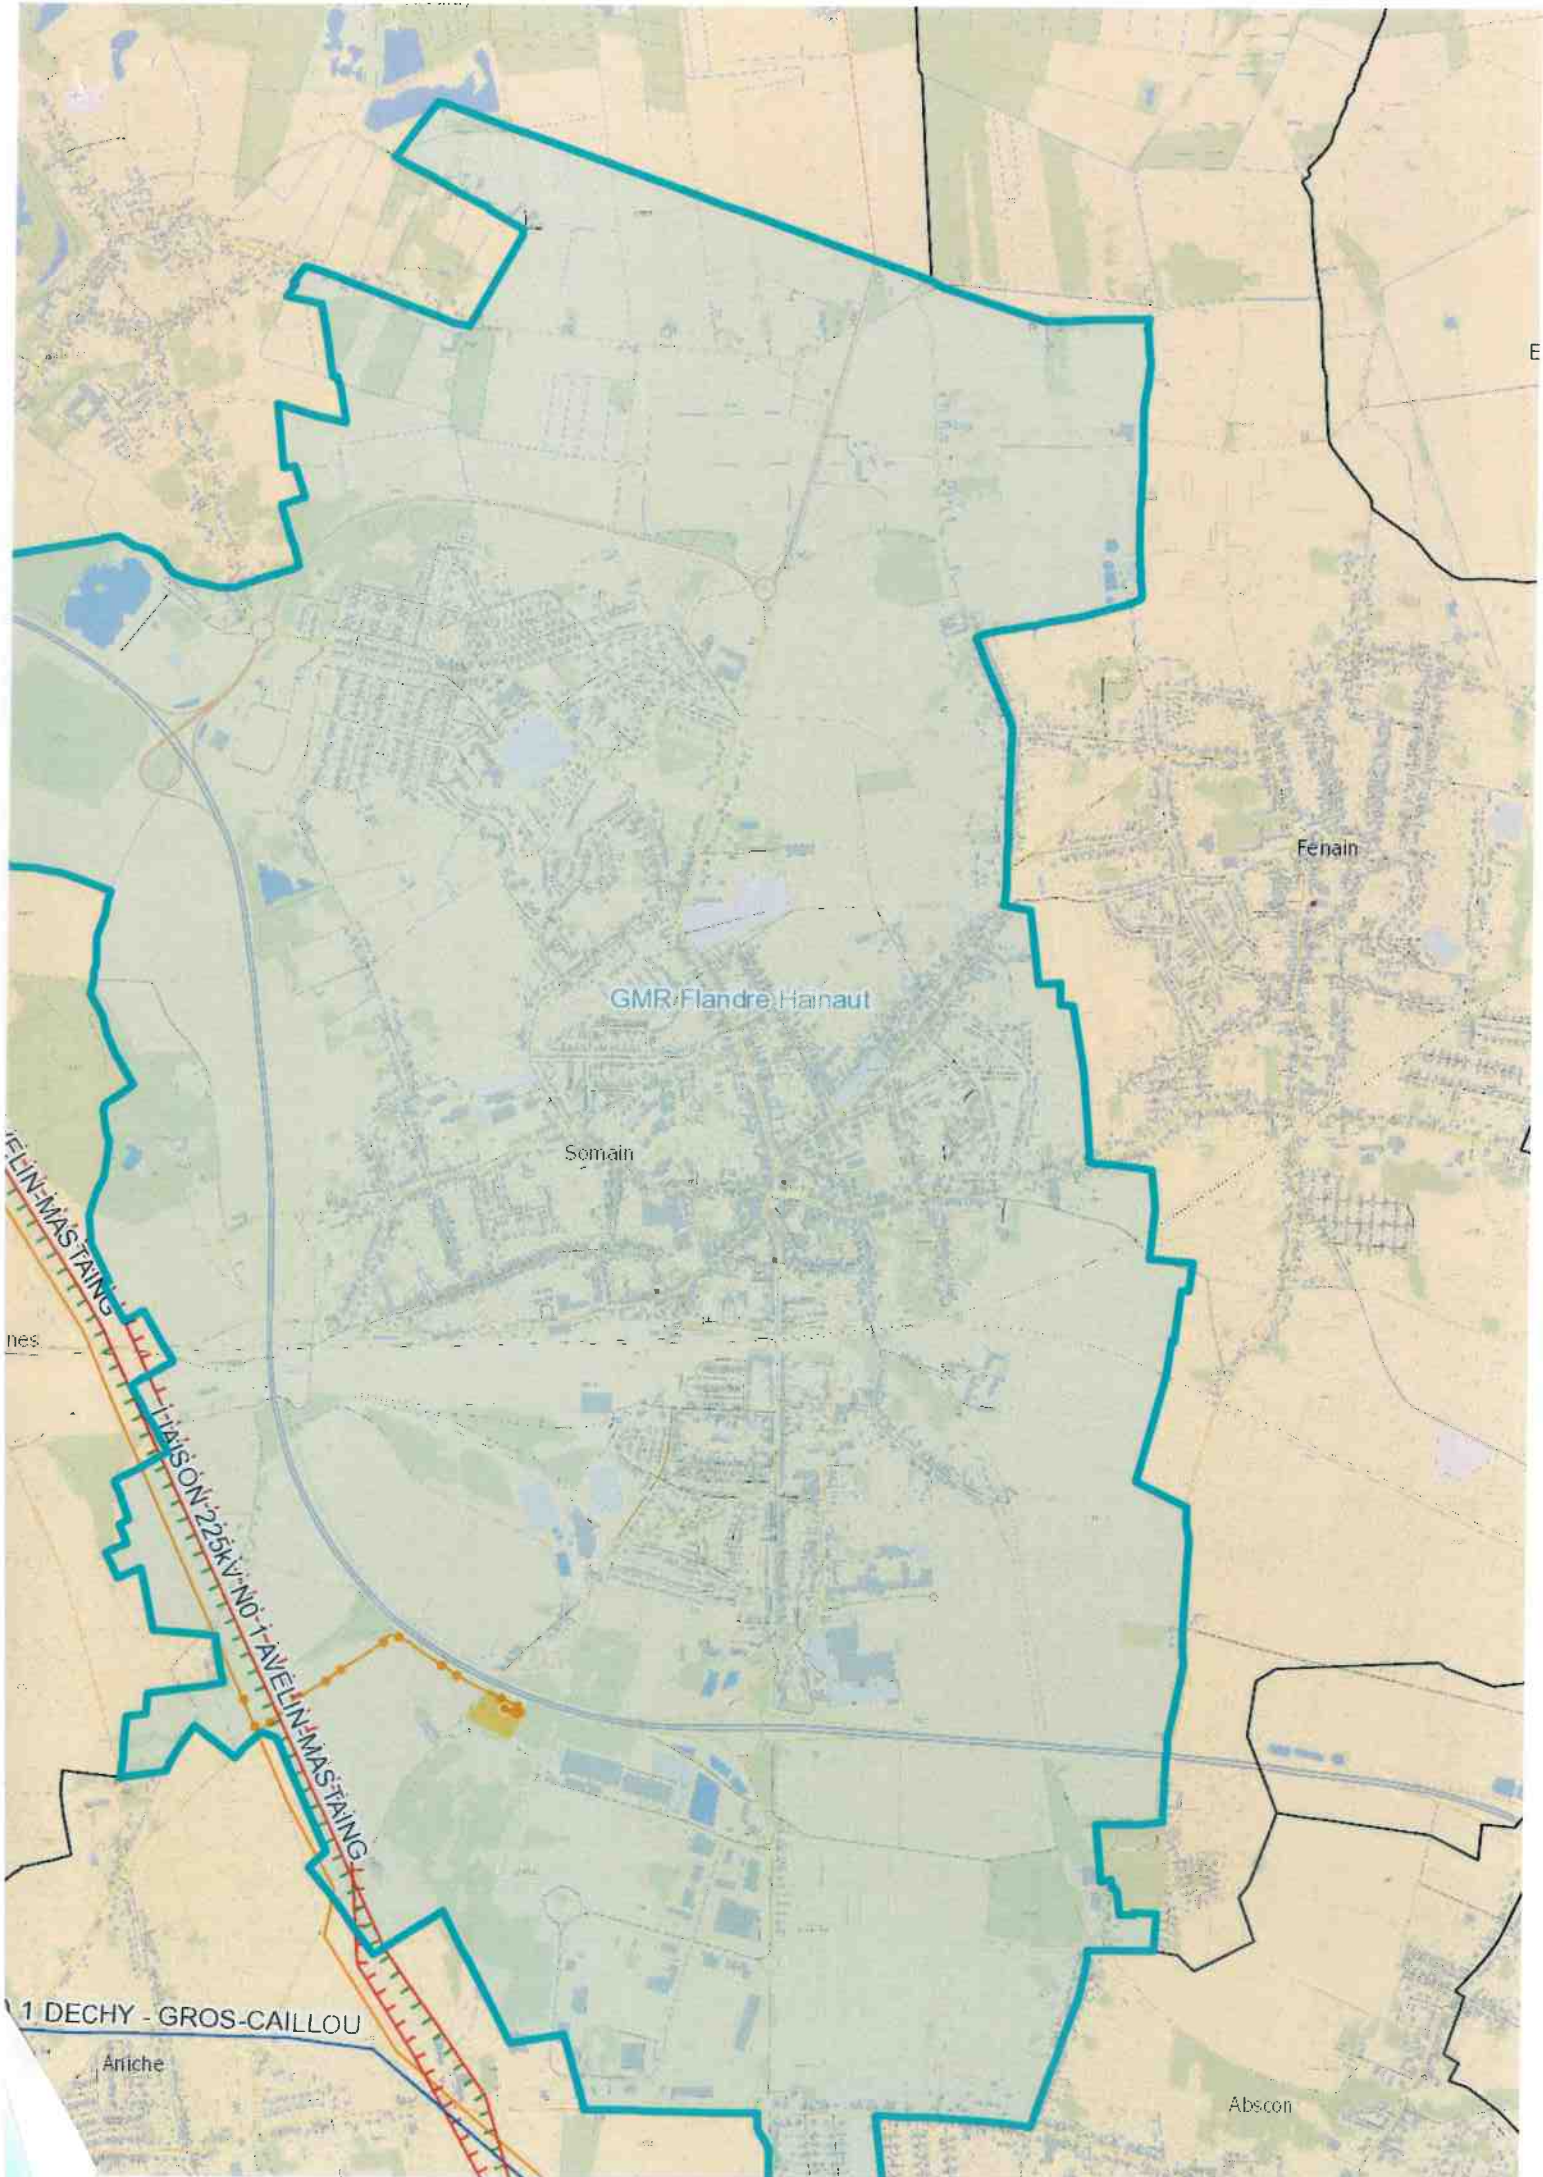 E
Fenain
GMR Flandre Hainaut
Somain
ELIN-MASTAING
nes
LIAISON 225kV N0 1 AVELIN-MASTAING
1 DECHY - GROS-CAILLOU
Aniche
Abscon